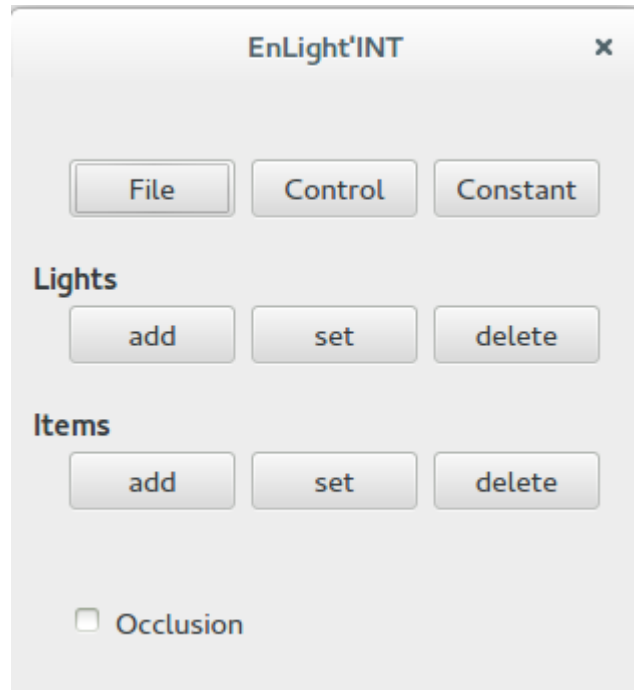 EnLight'INT ×
File Control Constant
Lights
add set delete
Items
add set delete
Occlusion